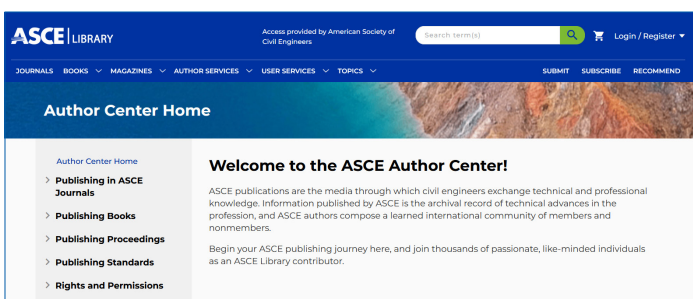 ASCE LIBRARY
Access provided by American Society of
Civil Engineers
Search term(s)
Login / Register
JOURNALS BOOKS MAGAZINES AUTHOR SERVICES USER SERVICES TOPICS SUBMIT SUBSCRIBE RECOMMEND
Author Center Home
Author Center Home
Publishing in ASCE
Journals
Publishing Books
Publishing Proceedings
Publishing Standards
Rights and Permissions
Welcome to the ASCE Author Center!
ASCE publications are the media through which civil engineers exchange technical and professional
knowledge. Information published by ASCE is the archival record of technical advances in the
profession, and ASCE authors compose a learned international community of members and
nonmembers.
Begin your ASCE publishing journey here, and join thousands of passionate, like-minded individuals
as an ASCE Library contributor.